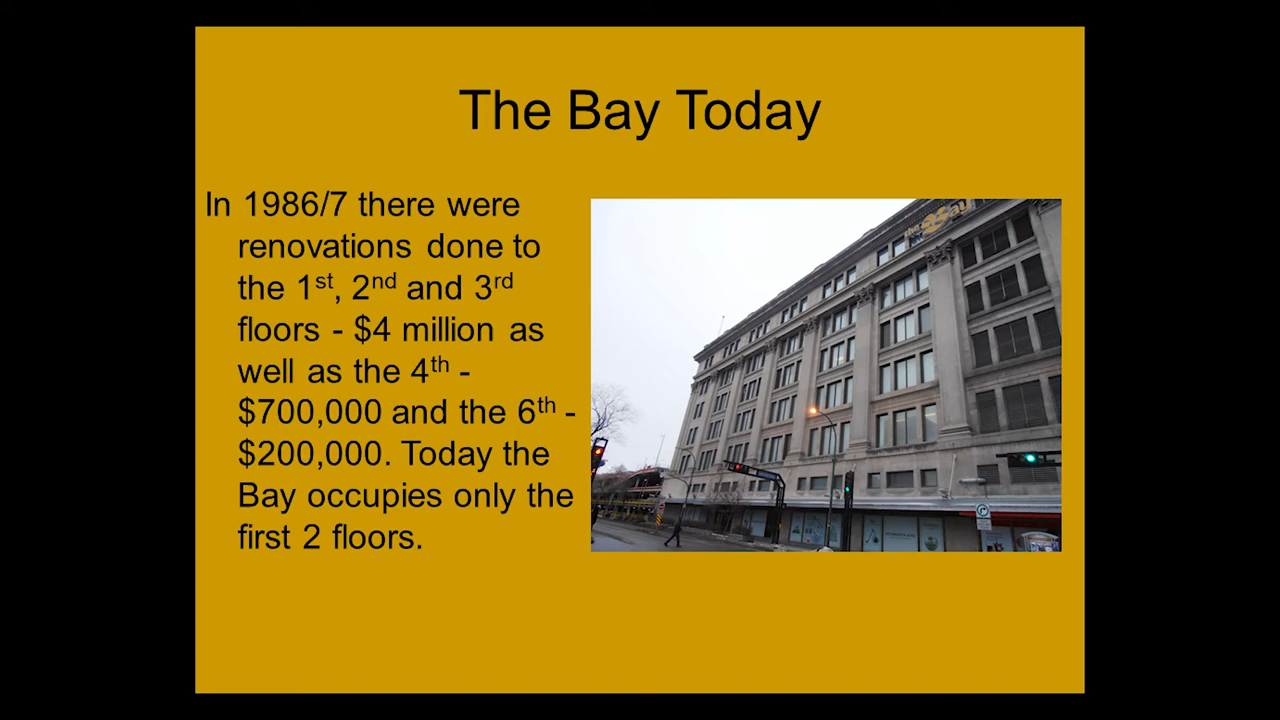 The Bay Today
In 1986/7 there were
renovations done to
the 1st, 2nd and 3rd
floors - $4 million as
well as the 4th -
$700,000 and the 6th -
$200,000. Today the
Bay occupies only the
first 2 floors.
the Bay